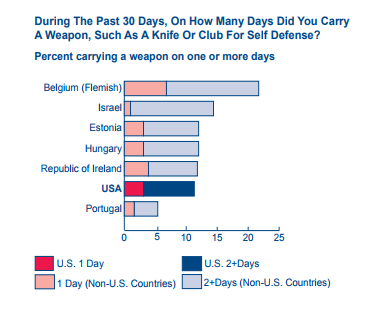 During The Past 30 Days, On How Many Days Did You Carry
A Weapon, Such As A Knife Or Club For Self Defense?
Percent carrying a weapon on one or more days
Belgium (Flemish)
Israel
Estonia
Hungary
Republic of Ireland
USA
Portugal
0 5 10 15 20 25
U.S. 1 Day U.S. 2+Days
1 Day (Non-U.S. Countries) 2+Days (Non-U.S. Countries)